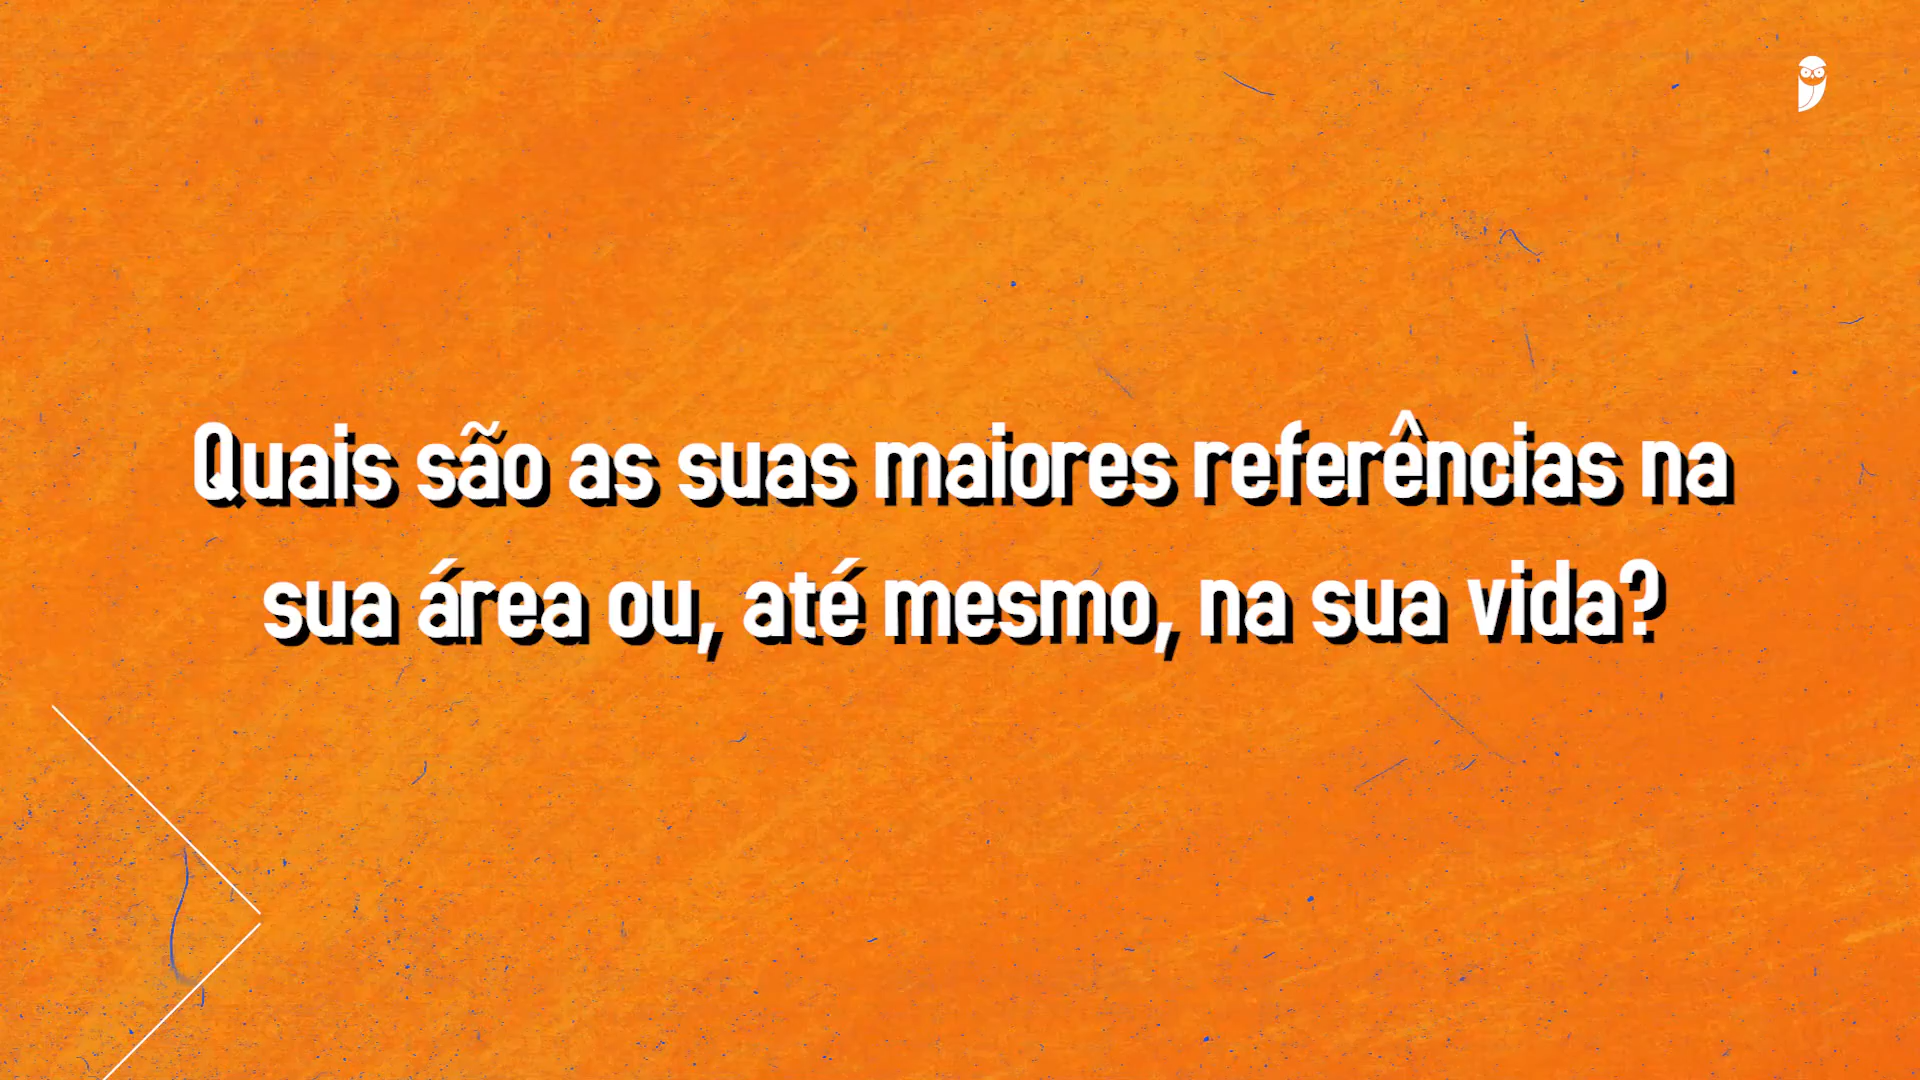 Quais são as suas maiores referências na
sua área ou, até mesmo, na sua vida?